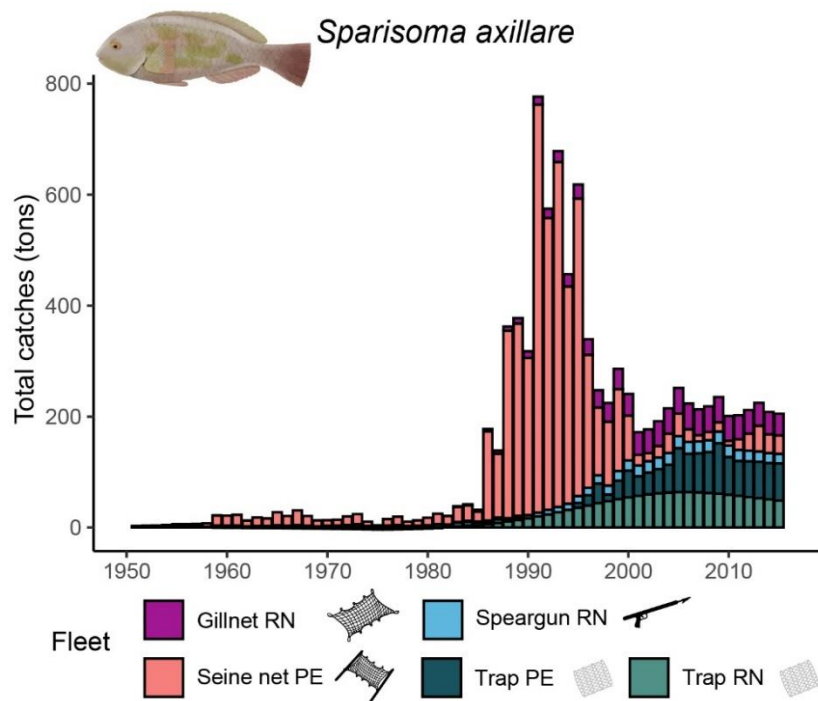 Sparisoma axillare
800
600
400
200
0
Total catches (tons)
1950 1960 1970 1980 1990 2000 2010
Fleet
Gillnet RN
Speargun RN
Seine net PE
Trap PE
Trap RN